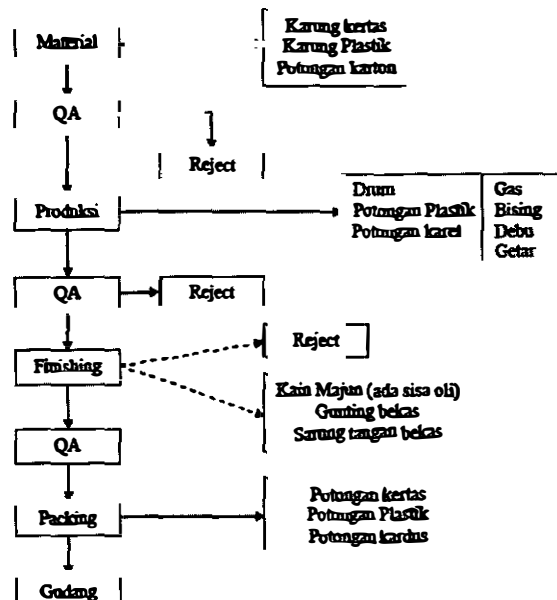 Material
Karung kertas
Karung Plastik
Potongan karton
QA
Reject
Produksi
Drum
Potongan Plastik
Potongan karet
Gas
Bising
Debu
Getar
QA
Reject
Finishing
Reject
Kain Majun (ada sisa oli)
Gunting bekas
Sarung tangan bekas
QA
Packing
Potongan kertas
Potongan Plastik
Potongan kardus
Gudang